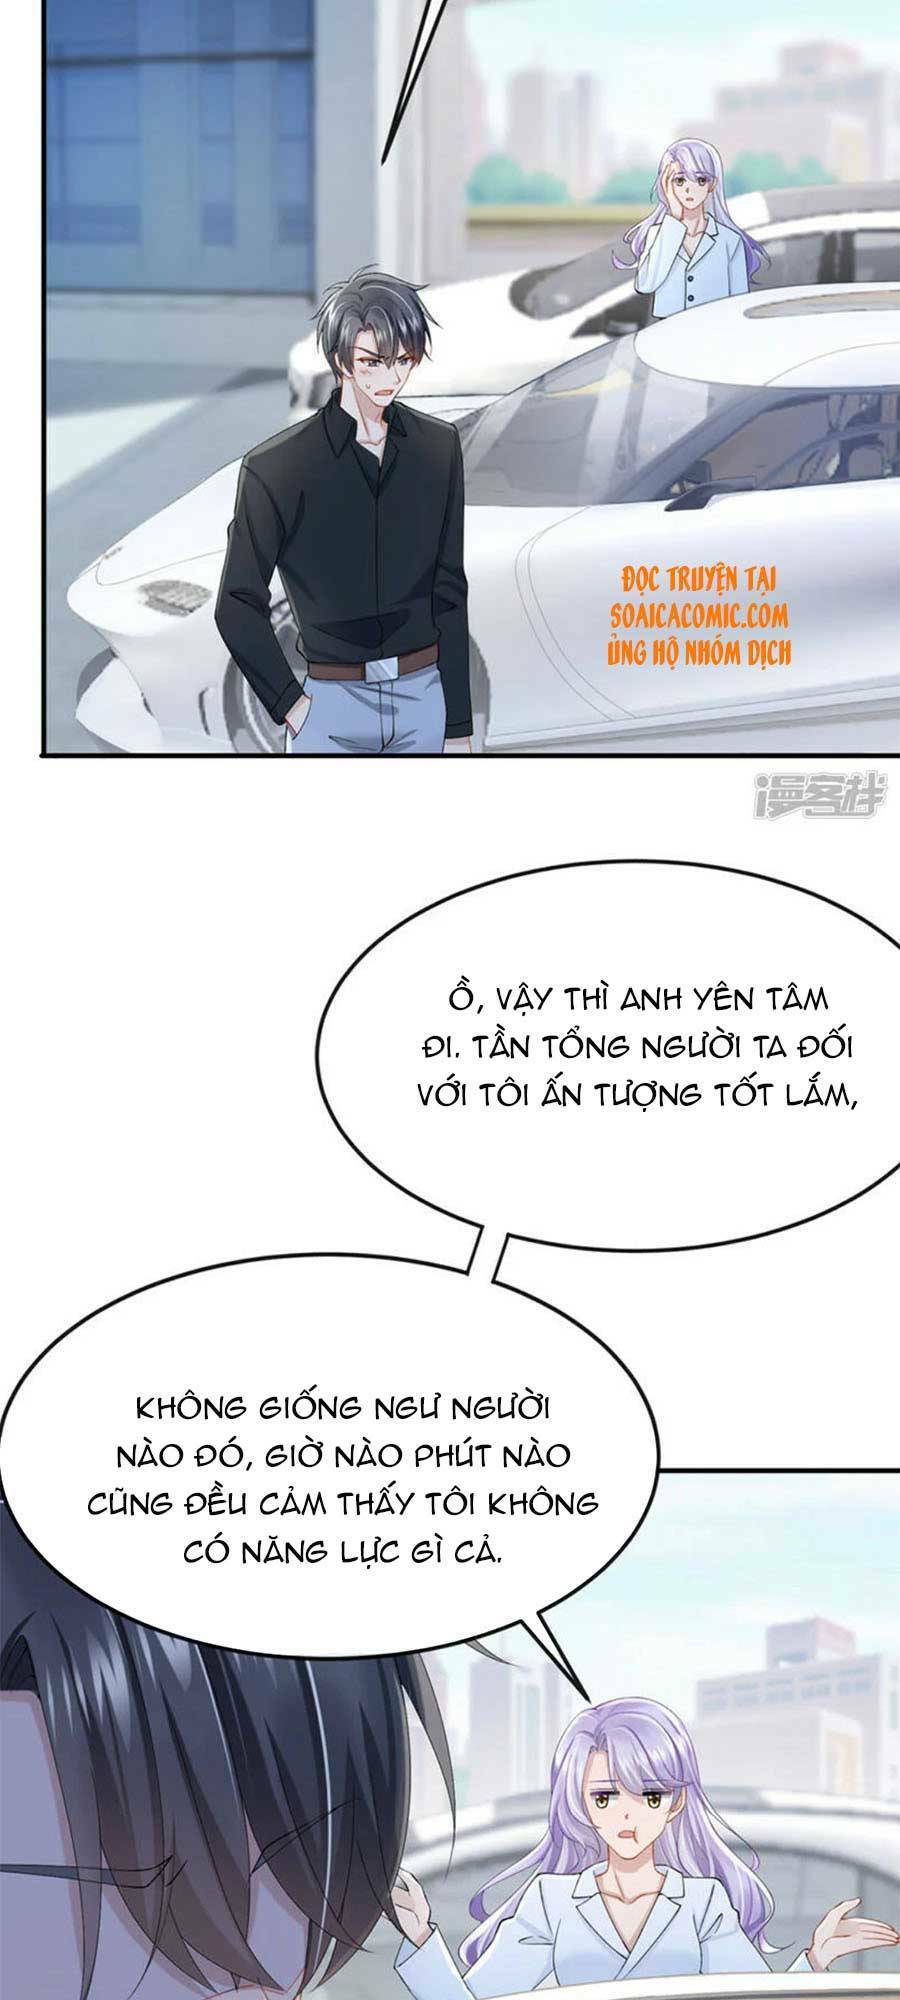 ĐỌC TRUYỆN TẠI
SOAICACOMIC.COM
ỦNG HỘ NHÓM DỊCH
漫客栈
Ồ, VẬY THÌ ANH YÊN TÂM
ĐI. TẦN TỔNG NGƯỜI TA ĐỐI
VỚI TÔI ẤN TƯỢNG TỐT LẮM,
KHÔNG GIỐNG NGƯ NGƯỜI
NÀO ĐÓ, GIỜ NÀO PHÚT NÀO
CŨNG ĐỀU CẢM THẤY TÔI KHÔNG
CÓ NĂNG LỰC GÌ CẢ.